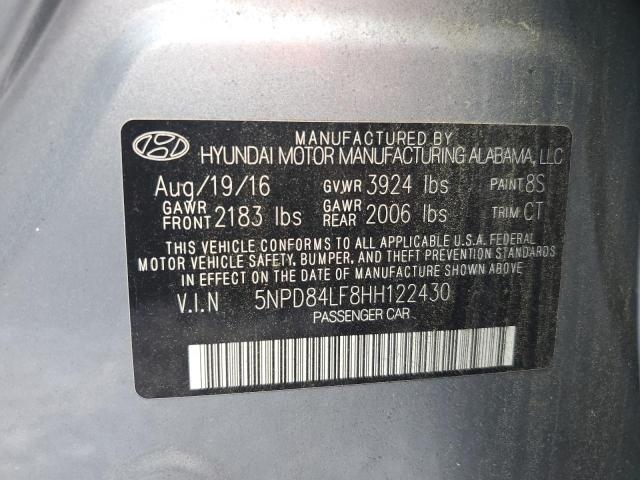 MANUFACTURED BY
HYUNDAI MOTOR MANUFACTURING ALABAMA, LLC
Aug/19/16 GVWR 3924 lbs PAINT 8S
GAWR FRONT 2183 lbs GAWR REAR 2006 lbs TRIM CT
THIS VEHICLE CONFORMS TO ALL APPLICABLE U.S.A. FEDERAL
MOTOR VEHICLE SAFETY, BUMPER, AND THEFT PREVENTION STANDARDS
IN EFFECT ON THE DATE OF MANUFACTURE SHOWN ABOVE.
V.I.N 5NPD84LF8HH122430
PASSENGER CAR